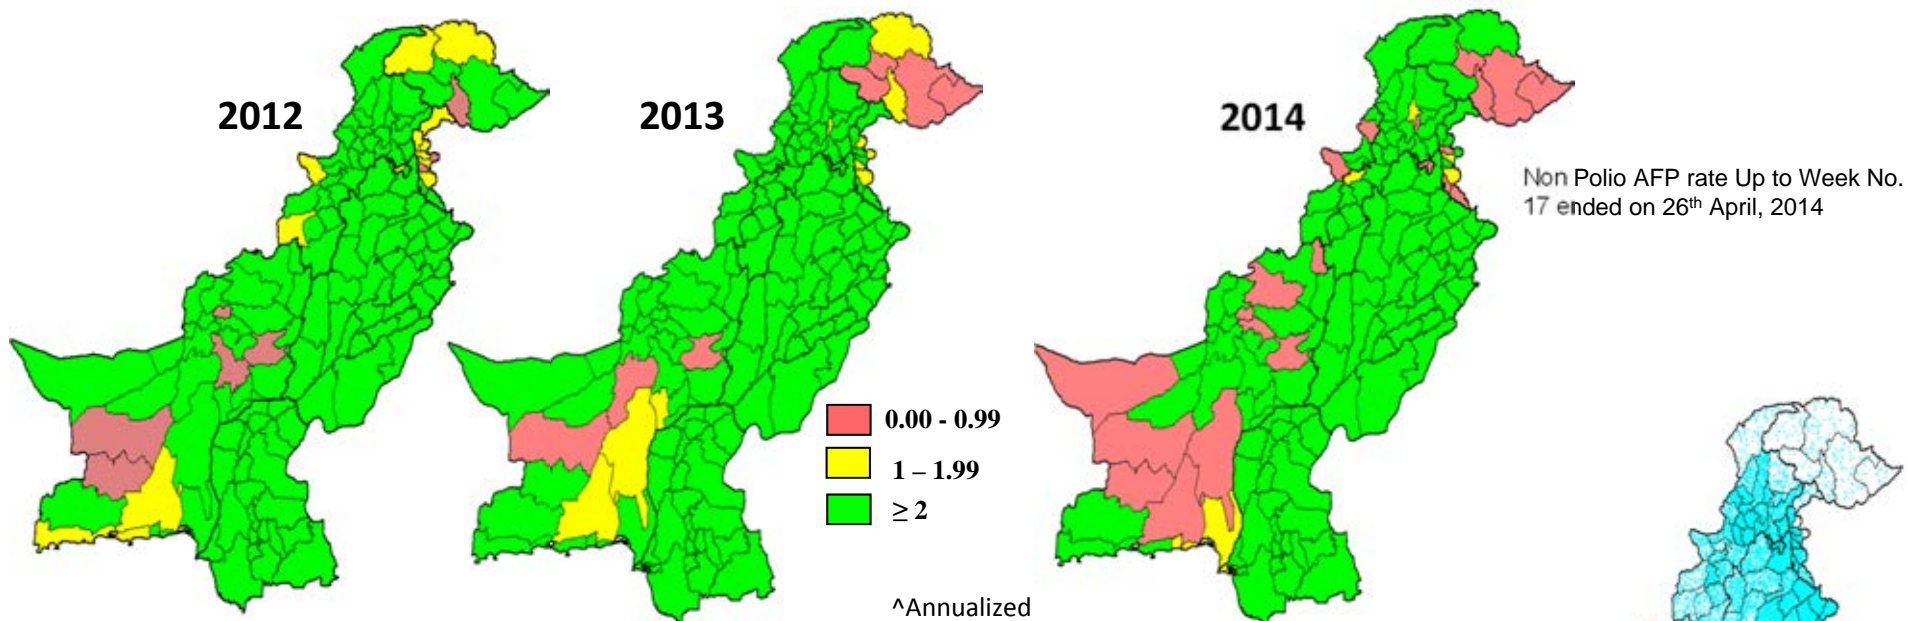 2012
2013
2014
Non Polio AFP rate Up to Week No.
17 ended on 26th April, 2014
0.00 - 0.99
1 – 1.99
≥ 2
^Annualized